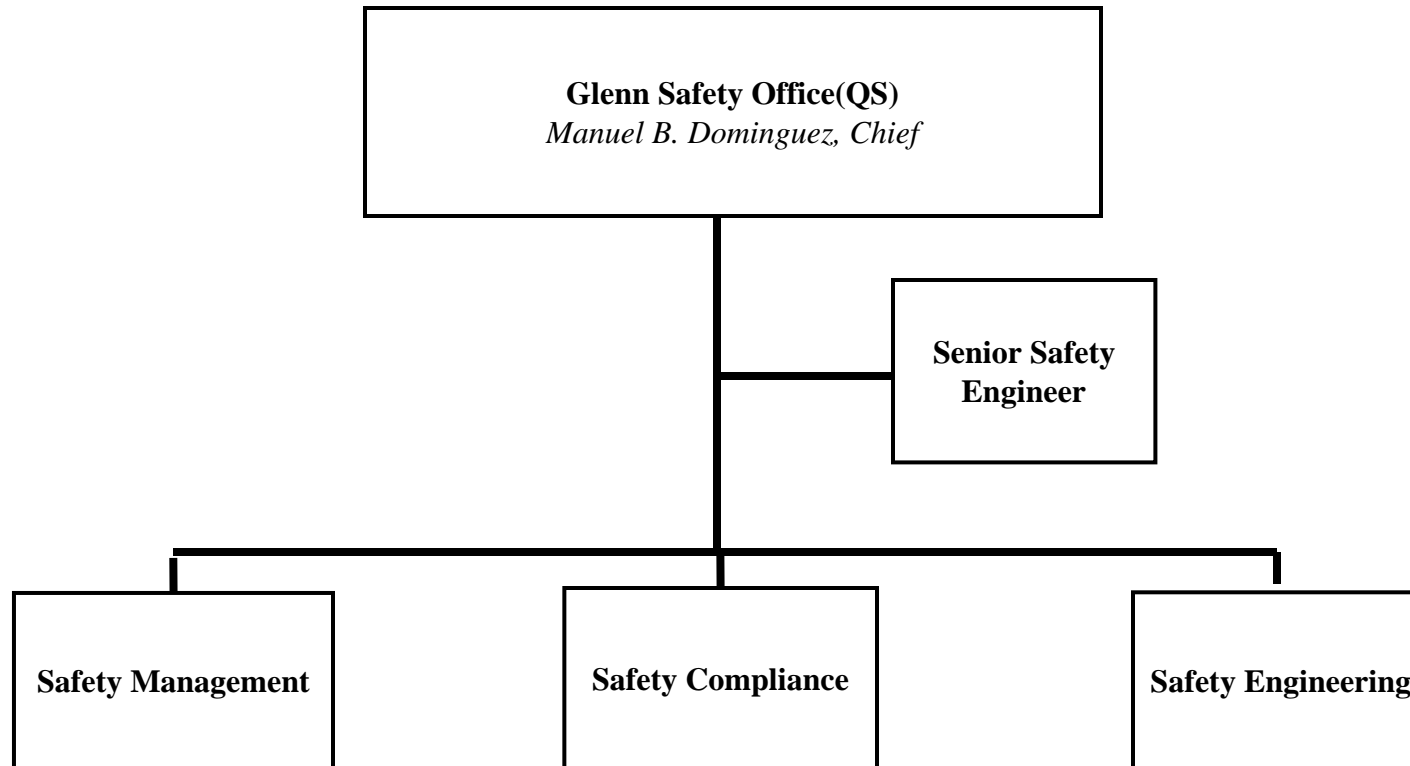 Glenn Safety Office(QS)
Manuel B. Dominguez, Chief
Senior Safety
Engineer
Safety Management
Safety Compliance
Safety Engineering